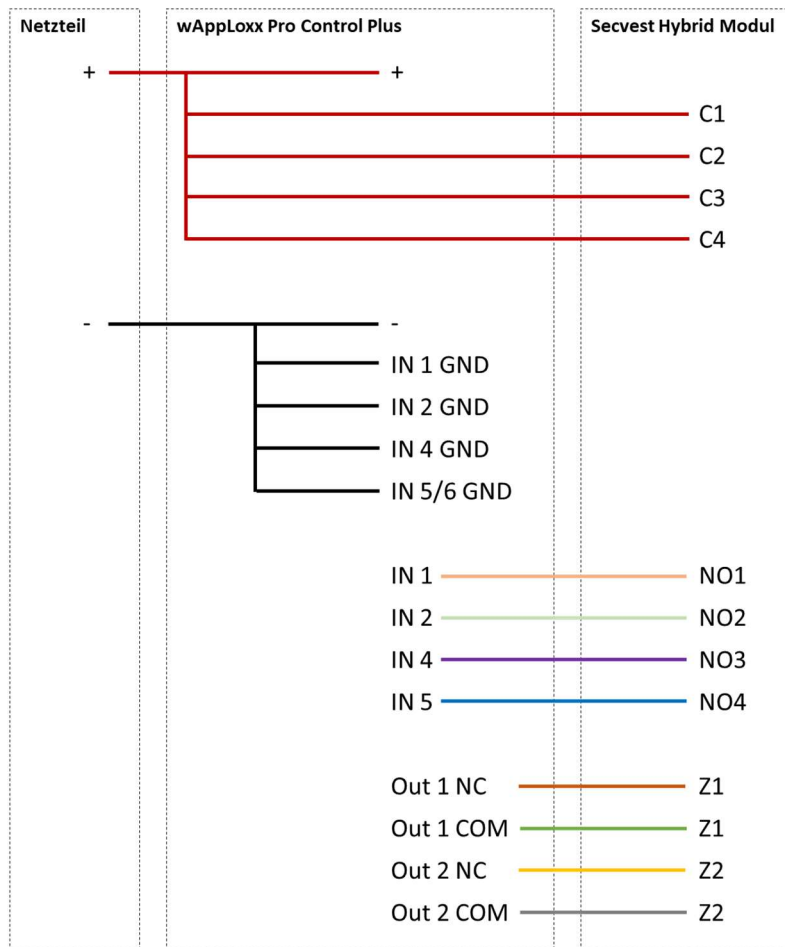 Netzteil wAppLoxx Pro Control Plus Secvest Hybrid Modul
+ +
C1
C2
C3
C4
- -
IN 1 GND
IN 2 GND
IN 4 GND
IN 5/6 GND
IN 1 NO1
IN 2 NO2
IN 4 NO3
IN 5 NO4
Out 1 NC Z1
Out 1 COM Z1
Out 2 NC Z2
Out 2 COM Z2